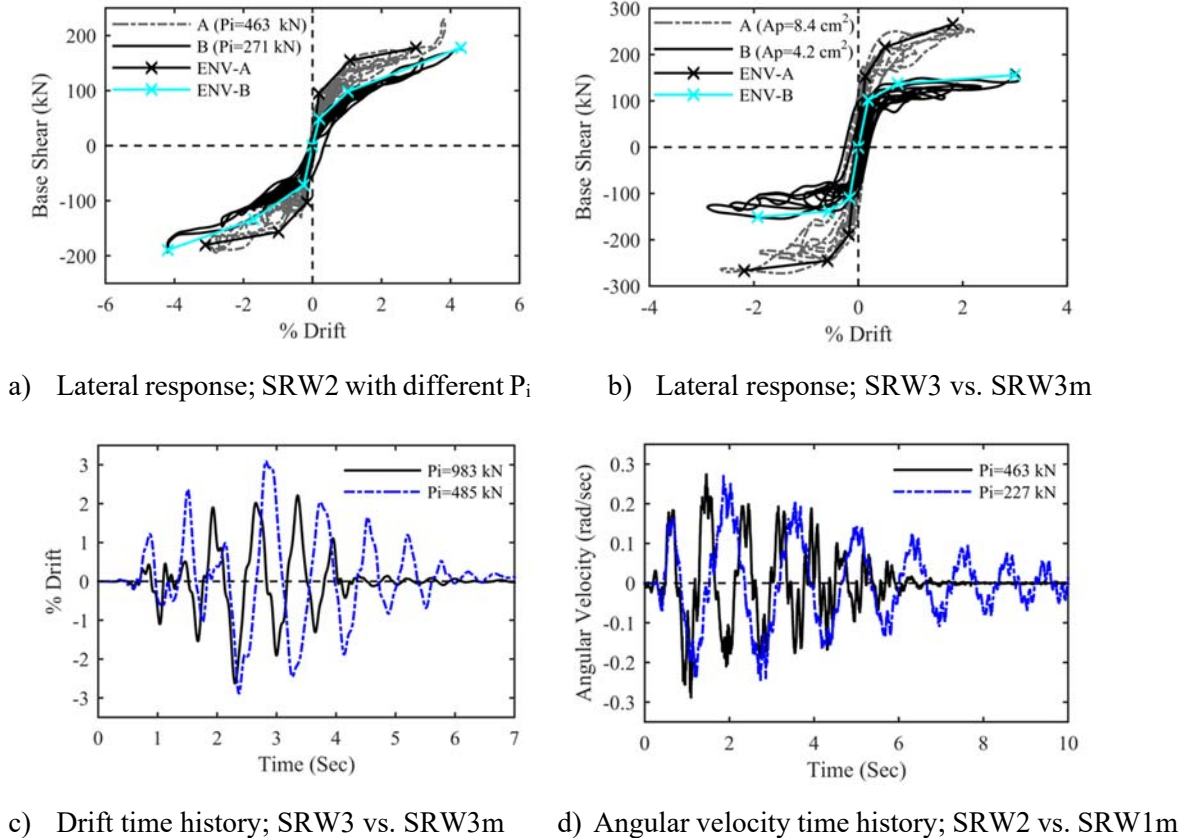 200
100
0
-100
-200
Base Shear (kN)
A (Pi=463 kN)
B (Pi=271 kN)
ENV-A
ENV-B
-6 -4 -2 0 2 4 6
% Drift
a) Lateral response; SRW2 with different Pi
300
200
100
0
-100
-200
-300
Base Shear (kN)
A (Ap=8.4 cm²)
B (Ap=4.2 cm²)
ENV-A
ENV-B
-4 -2 0 2 4
% Drift
b) Lateral response; SRW3 vs. SRW3m
3
2
1
0
-1
-2
-3
% Drift
Pi=983 kN
Pi=485 kN
0 1 2 3 4 5 6 7
Time (Sec)
c) Drift time history; SRW3 vs. SRW3m
0.3
0.2
0.1
0
-0.1
-0.2
-0.3
Angular Velocity (rad/sec)
Pi=463 kN
Pi=227 kN
0 2 4 6 8 10
Time (Sec)
d) Angular velocity time history; SRW2 vs. SRW1m